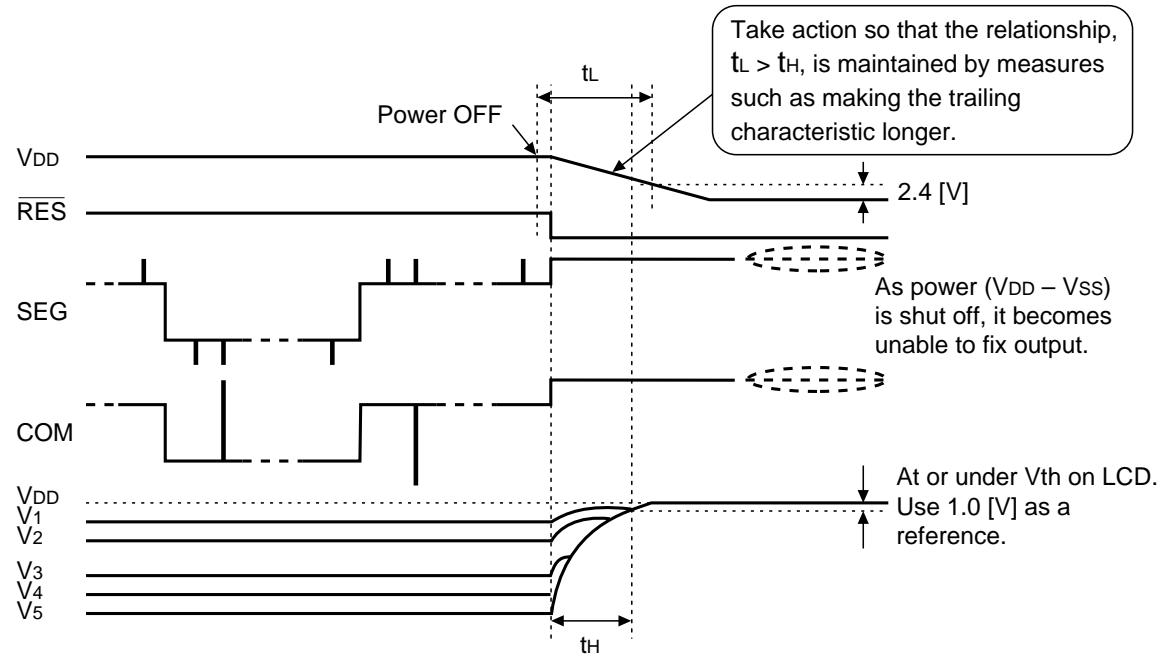 Take action so that the relationship,
tL > tH, is maintained by measures
such as making the trailing
characteristic longer.
tL
Power OFF
VDD
2.4 [V]
RES
SEG
As power (VDD – VSS)
is shut off, it becomes
unable to fix output.
COM
VDD
V1
V2
V3
V4
V5
At or under Vth on LCD.
Use 1.0 [V] as a
reference.
tH